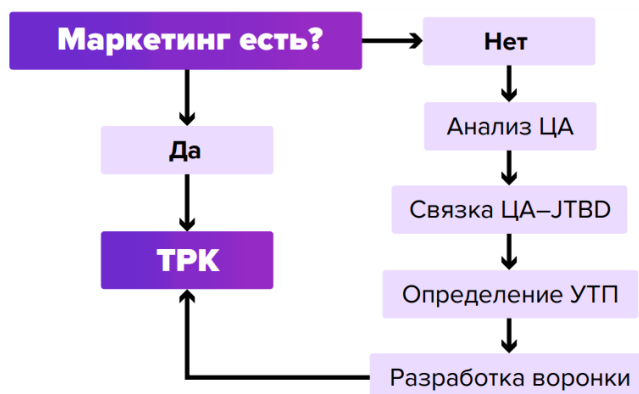 Маркетинг есть?
Нет
Да
Анализ ЦА
Связка ЦА–JTBD
ТРК
Определение УТП
Разработка воронки